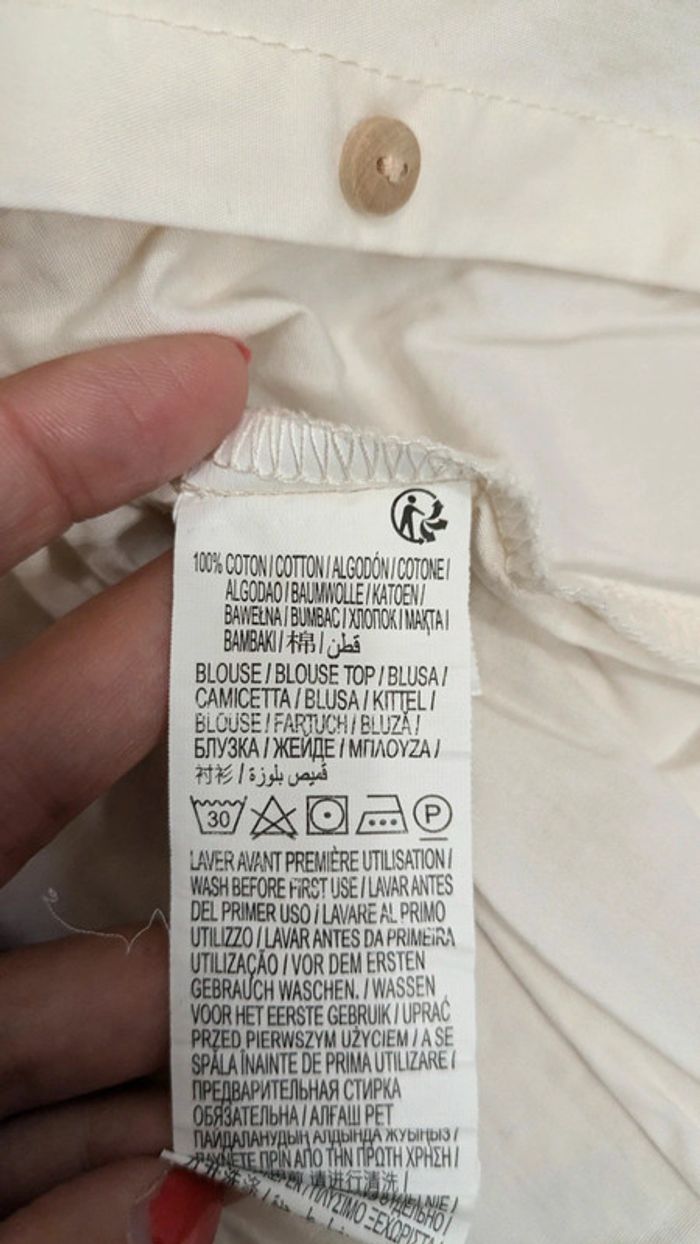 100% COTON / COTTON / ALGODÓN / COTONE /
ALGODAO / BAUMWOLLE / KATOEN /
BAWEŁNA / BUMBAC / ХЛОПОК / МАҚТА /
ΒΑΜΒΑΚΙ / 棉 / قطن
BLOUSE / BLOUSE TOP / BLUSA /
CAMICETTA / BLUSA / KITTEL /
BLOUSE / FARTUCH / BLUZĂ /
БЛУЗКА / ЖЕЙДЕ / ΜΠΛΟΥΖΑ /
衬衫 / قميص بلوزة /
30 P
LAVER AVANT PREMIÈRE UTILISATION /
WASH BEFORE FIRST USE / LAVAR ANTES
DEL PRIMER USO / LAVARE AL PRIMO
UTILIZZO / LAVAR ANTES DA PRIMEIRA
UTILIZAÇÃO / VOR DEM ERSTEN
GEBRAUCH WASCHEN. / WASSEN
VOOR HET EERSTE GEBRUIK / UPRAĆ
PRZED PIERWSZYM UŻYCIEM / A SE
SPĂLA ÎNAINTE DE PRIMA UTILIZARE /
ПРЕДВАРИТЕЛЬНАЯ СТИРКА
ОБЯЗАТЕЛЬНА / АЛҒАШ РЕТ
ПАЙДАЛАНУДЫҢ АЛДЫНДА ЖУЫҢЫЗ /
ΠΛΥΝΕΤΕ ΠΡΙΝ ΑΠΟ ΤΗΝ ΠΡΩΤΗ ΧΡΗΣΗ /
请进行清洗 /
ΠΛΥΣΙΜΟ ΞΕΧΩΡΙΣΤΑ